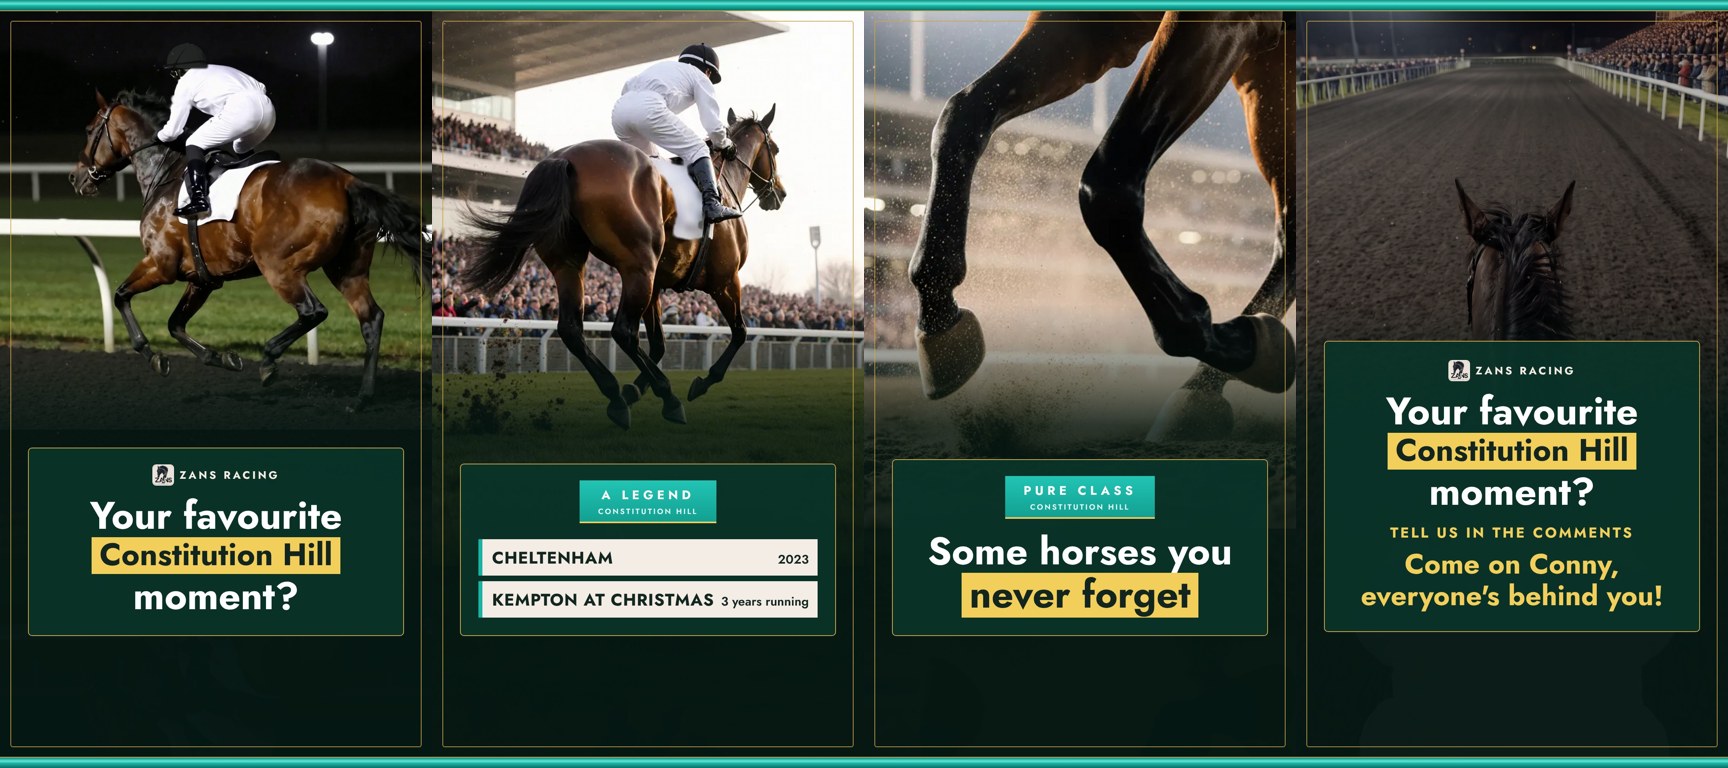 ZANS RACING
Your favourite
Constitution Hill
moment?
A LEGEND
CONSTITUTION HILL
CHELTENHAM 2023
KEMPTON AT CHRISTMAS 3 years running
PURE CLASS
CONSTITUTION HILL
Some horses you
never forget
ZANS RACING
Your favourite
Constitution Hill
moment?
TELL US IN THE COMMENTS
Come on Conny,
everyone's behind you!